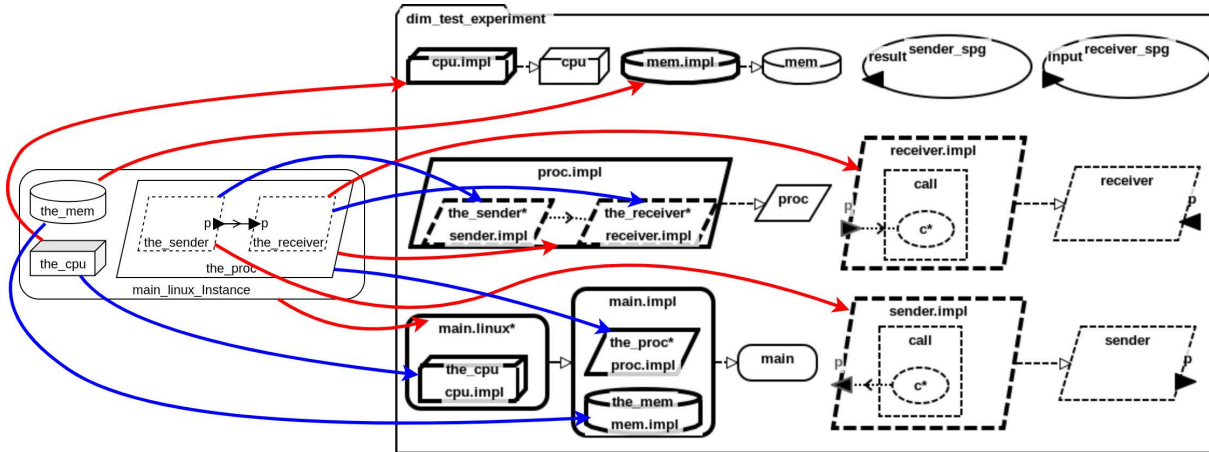 dim_test_experiment
cpu.impl
cpu
mem.impl
mem
result
sender_spg
input
receiver_spg
proc.impl
the_sender*
sender.impl
the_receiver*
receiver.impl
proc
receiver.impl
call
p
c*
receiver
p
the_mem
p
p
the_sender
the_receiver
the_cpu
the_proc
main_linux_Instance
main.linux*
the_cpu
cpu.impl
main.impl
the_proc*
proc.impl
the_mem
mem.impl
main
sender.impl
call
p
c*
sender
p